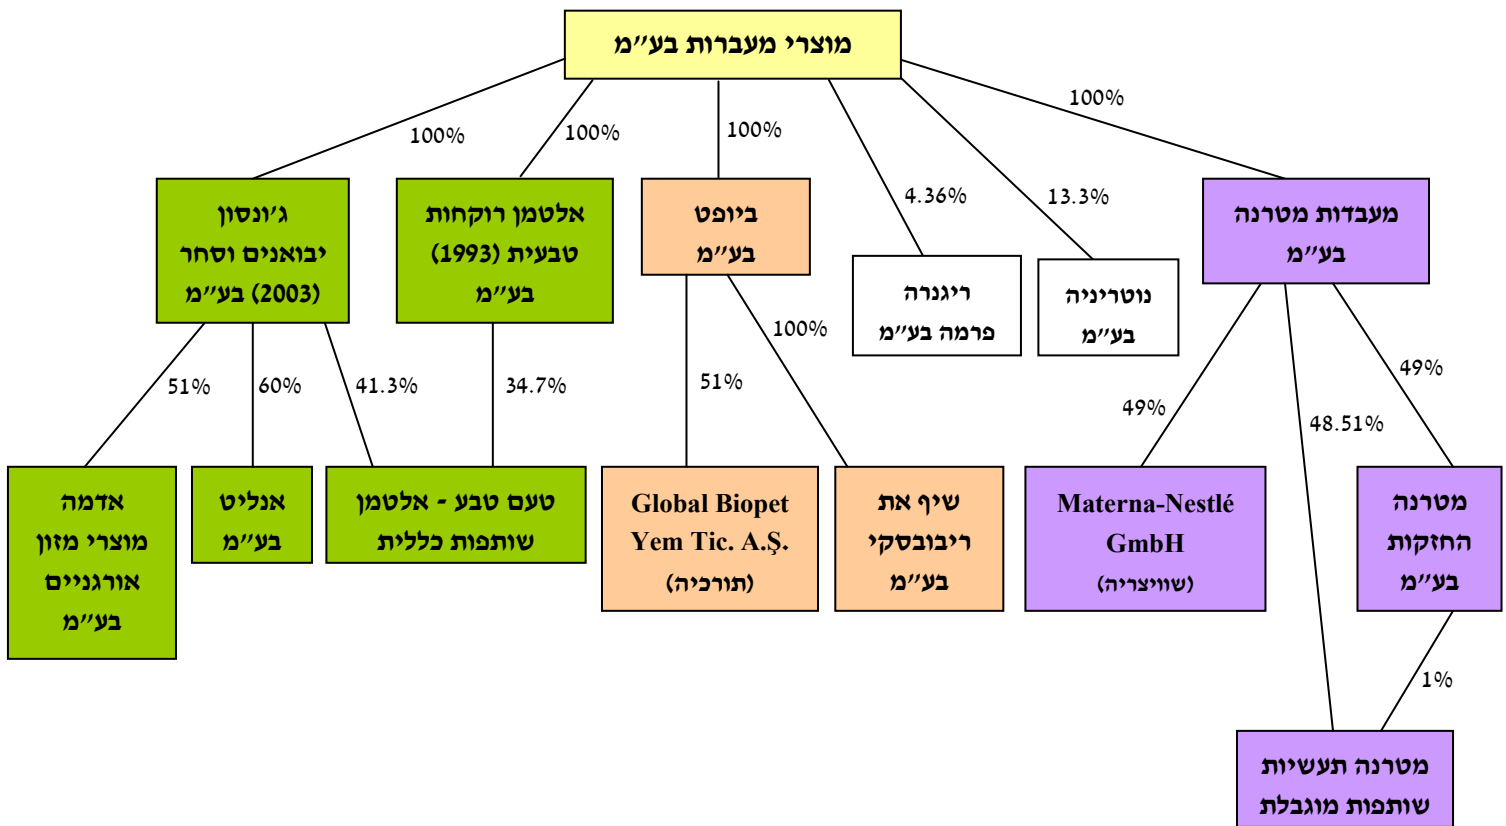 מוצרי מעברות בע״מ
100%
100%
100%
4.36%
13.3%
100%
ג׳ונסון
יבואנים וסחר
(2003) בע״מ
אלטמן רוקחות
טבעית (1993)
בע״מ
ביופט
בע״מ
ריגנרה
פרמה בע״מ
נוטריניה
בע״מ
מעבדות מטרנה
בע״מ
51%
60%
41.3%
34.7%
51%
100%
49%
48.51%
49%
אדמה
מוצרי מזון
אורגניים
בע״מ
אנליט
בע״מ
טעם טבע - אלטמן
שותפות כללית
Global Biopet
Yem Tic. A.Ş.
(תורכיה)
שיף את
ריבובסקי
בע״מ
Materna-Nestlé
GmbH
(שוויצריה)
מטרנה
החזקות
בע״מ
1%
מטרנה תעשיות
שותפות מוגבלת